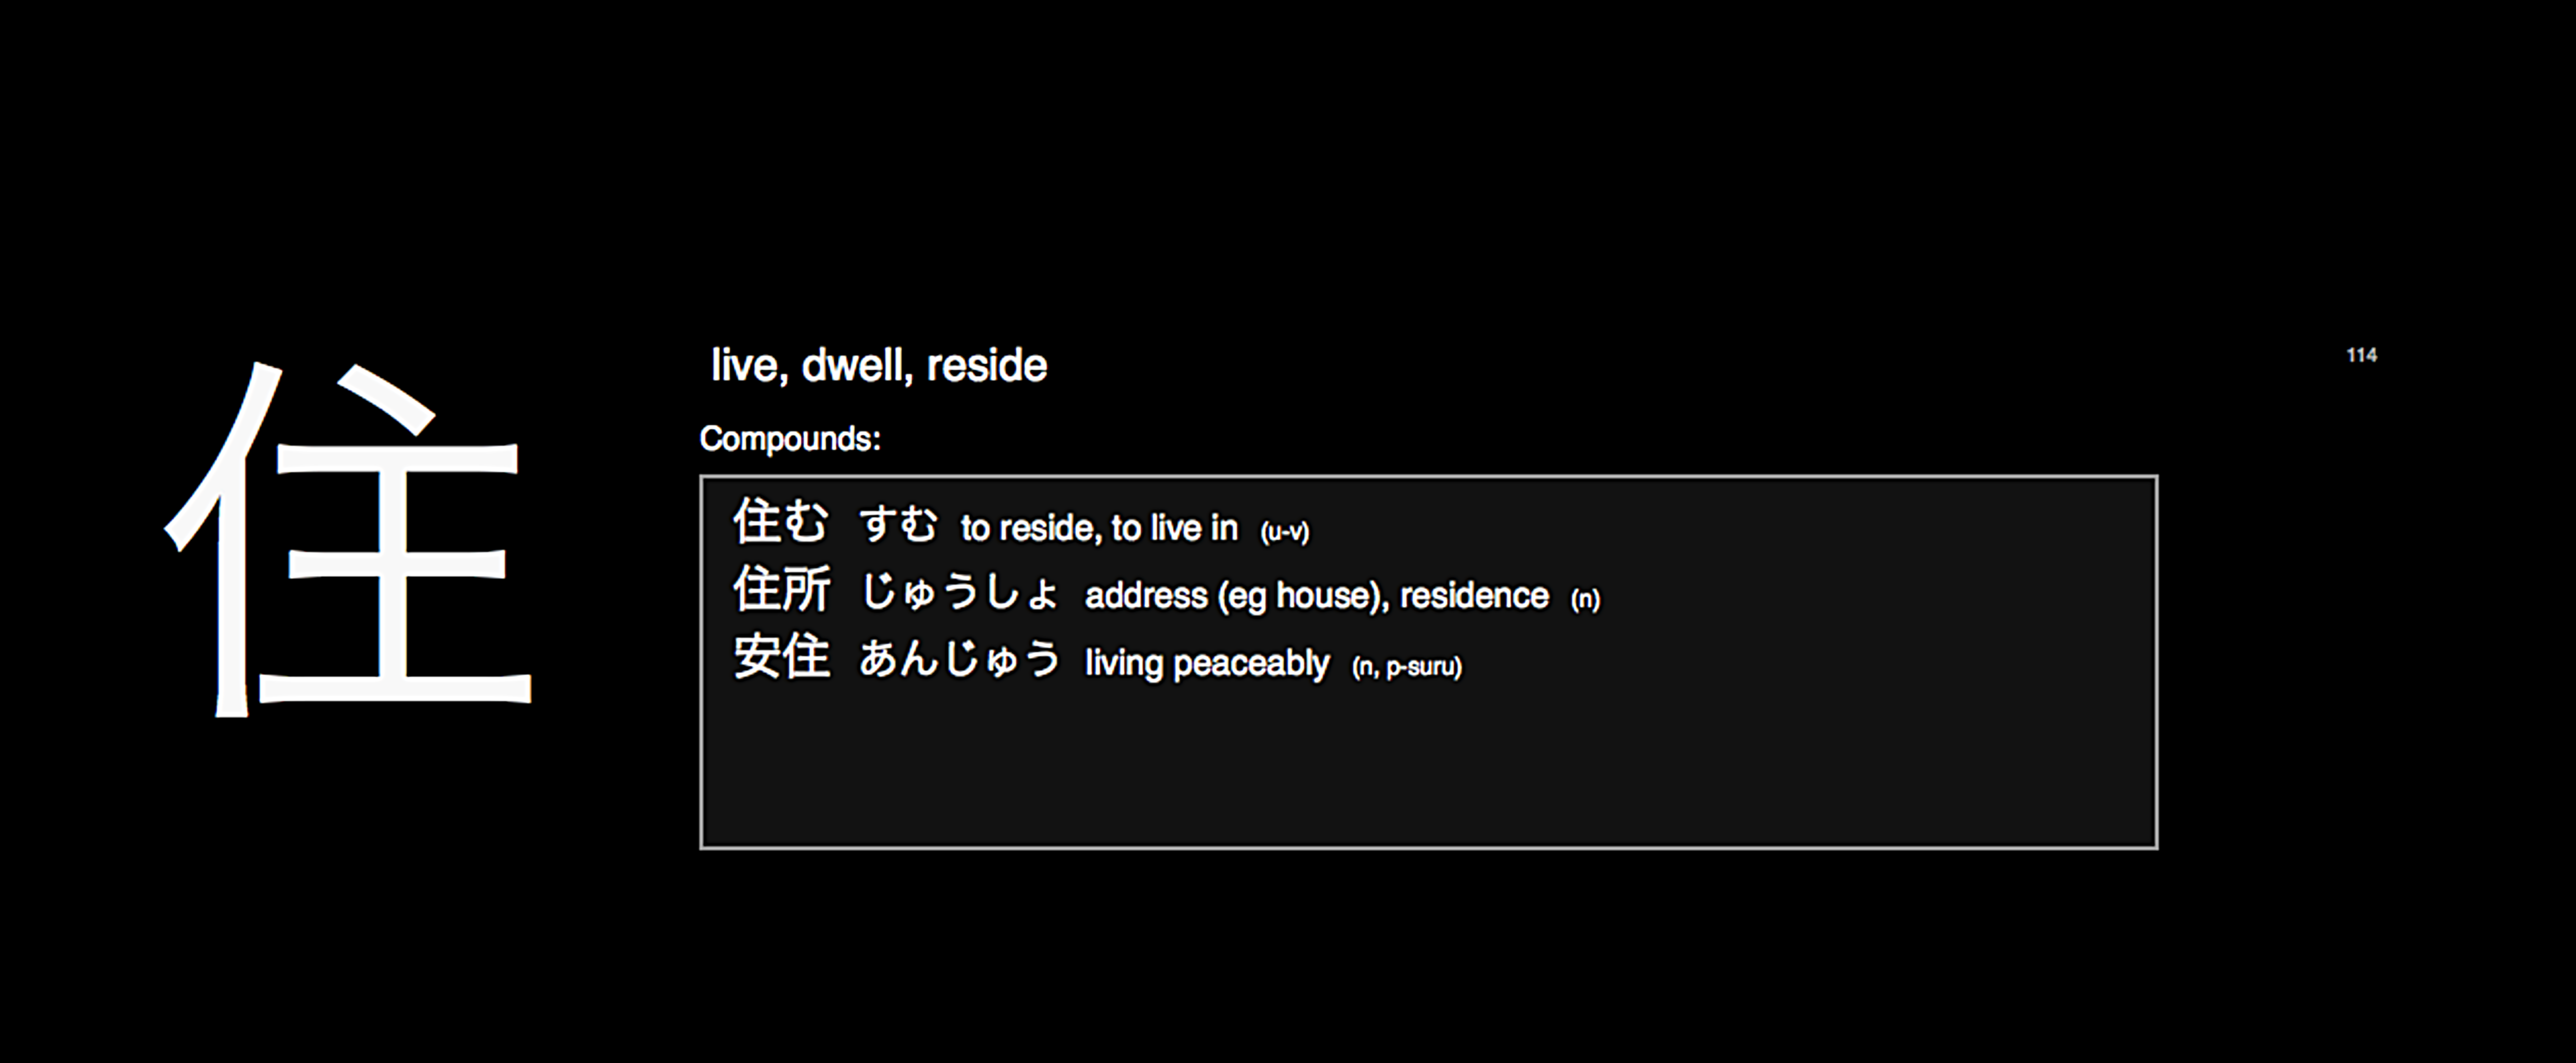 住
live, dwell, reside
114
Compounds:
住む すむ to reside, to live in (u-v)
住所 じゅうしょ address (eg house), residence (n)
安住 あんじゅう living peaceably (n, p-suru)